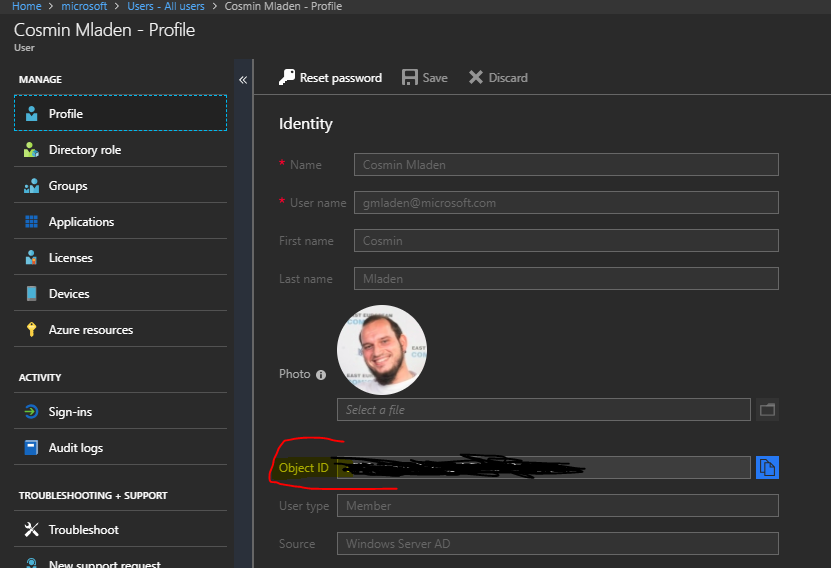 Home > microsoft > Users - All users > Cosmin Mladen - Profile
Cosmin Mladen - Profile
User
MANAGE
«
Profile
Directory role
Groups
Applications
Licenses
Devices
Azure resources
ACTIVITY
Sign-ins
Audit logs
TROUBLESHOOTING + SUPPORT
Troubleshoot
New support request
Reset password Save Discard
Identity
* Name Cosmin Mladen
* User name gmladen@microsoft.com
First name Cosmin
Last name Mladen
Photo
Select a file
Object ID
User type Member
Source Windows Server AD